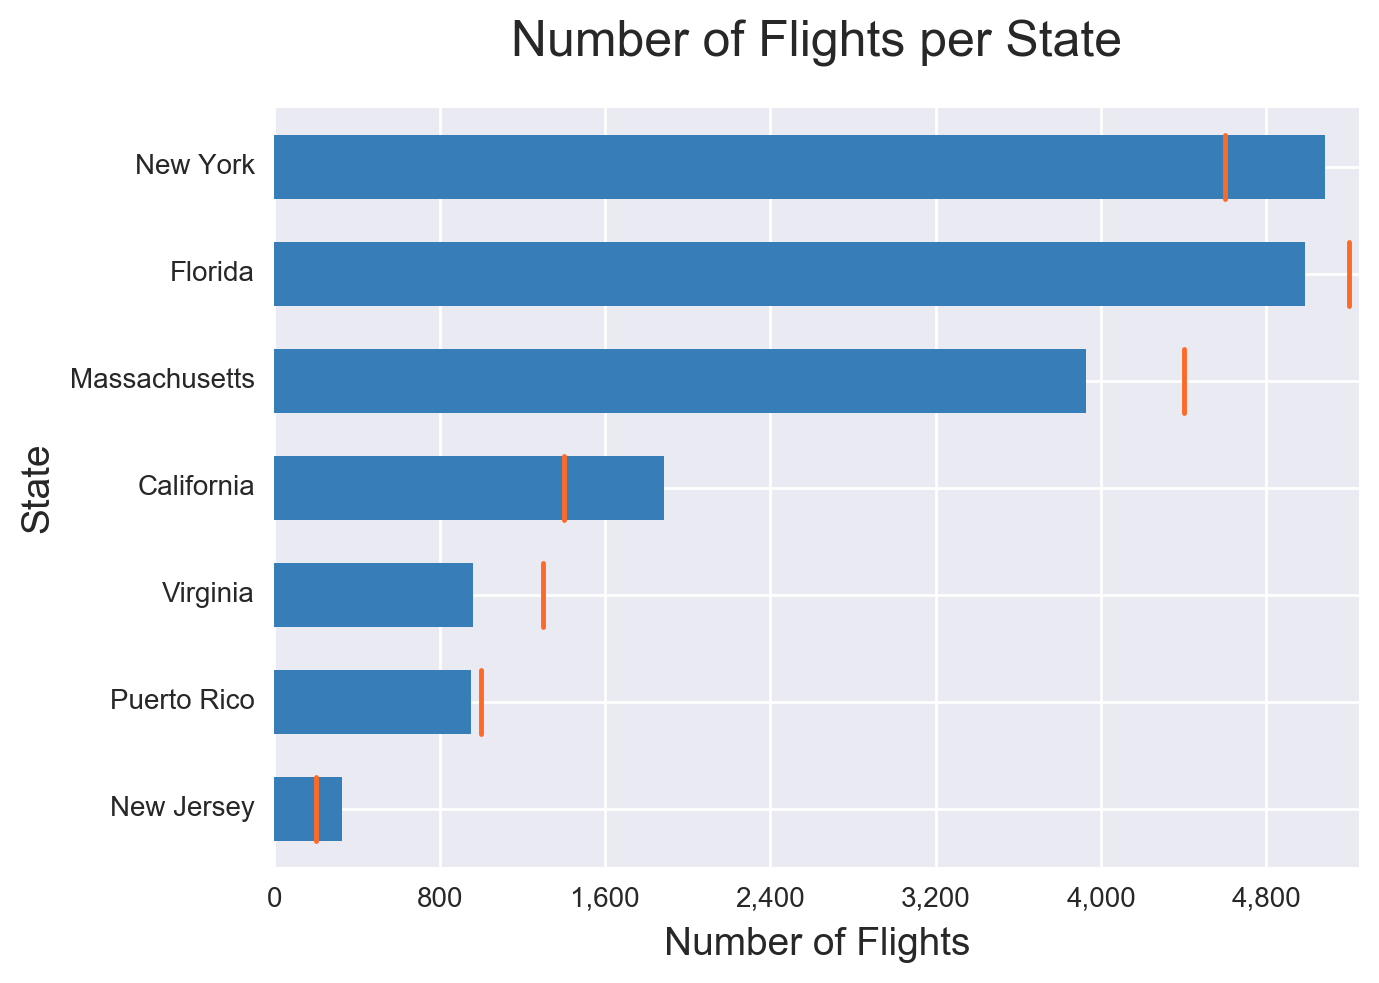 Number of Flights per State
New York
Florida
Massachusetts
California
Virginia
Puerto Rico
New Jersey
State
0 800 1,600 2,400 3,200 4,000 4,800
Number of Flights